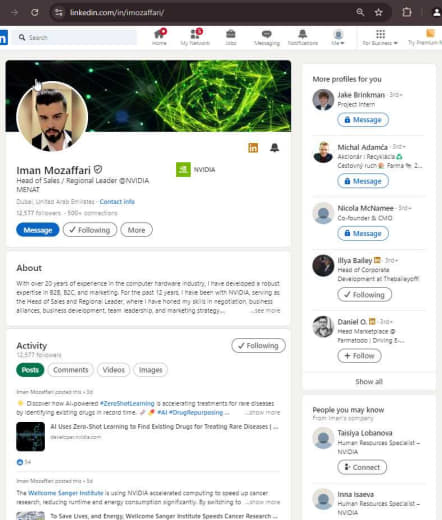 linkedin.com/in/imozaffari/
Search
Home
My Network
Jobs
Messaging
Notifications
Me
For Business
Try Premium
Iman Mozaffari
NVIDIA
Head of Sales / Regional Leader @NVIDIA
MENAT
Dubai, United Arab Emirates · Contact info
12,577 followers · 500+ connections
Message
Following
More
About
With over 20 years of experience in the computer hardware industry, I have developed a robust
expertise in B2B, B2C, and marketing. For the past 12 years, I have been with NVIDIA, serving as
the Head of Sales and Regional Leader, where I have honed my skills in negotiation, business
alliances, business development, team leadership, and marketing strategy...
...see more
Activity
12,577 followers
Following
Posts
Comments
Videos
Images
Iman Mozaffari posted this • 3d
Discover how AI-powered #ZeroShotLearning is accelerating treatments for rare diseases
by identifying existing drugs in record time. #AI #DrugRepurposing ... ...show more
AI Uses Zero-Shot Learning to Find Existing Drugs for Treating Rare Diseases | ...
developer.nvidia.com
54
Iman Mozaffari posted this • 5d
The Wellcome Sanger Institute is using NVIDIA accelerated computing to speed up cancer
research, reducing runtime and energy consumption significantly. By switching to ...show more
To Save Lives, and Energy, Wellcome Sanger Institute Speeds Cancer Research ...
More profiles for you
Jake Brinkman · 3rd+
Project Intern
Message
Michal Adamča · 3rd+
Akcionár i Recyklácia
Cestovný ruch Farma
Message
Nicola McNamee · 3rd+
Co-founder & CMO
Message
Illya Bailey in · 3rd+
Head of Corporate
Development at Thebaileyoffi
Following
Daniel O. in · 3rd+
Head Marketplace @
Farmatodo | Driving E-...
Follow
Show all
People you may know
From Iman's company
Taisiya Lobanova
Human Resources Specialist –
NVIDIA
Connect
Inna Isaeva
Human Resources Specialist –
NVIDIA